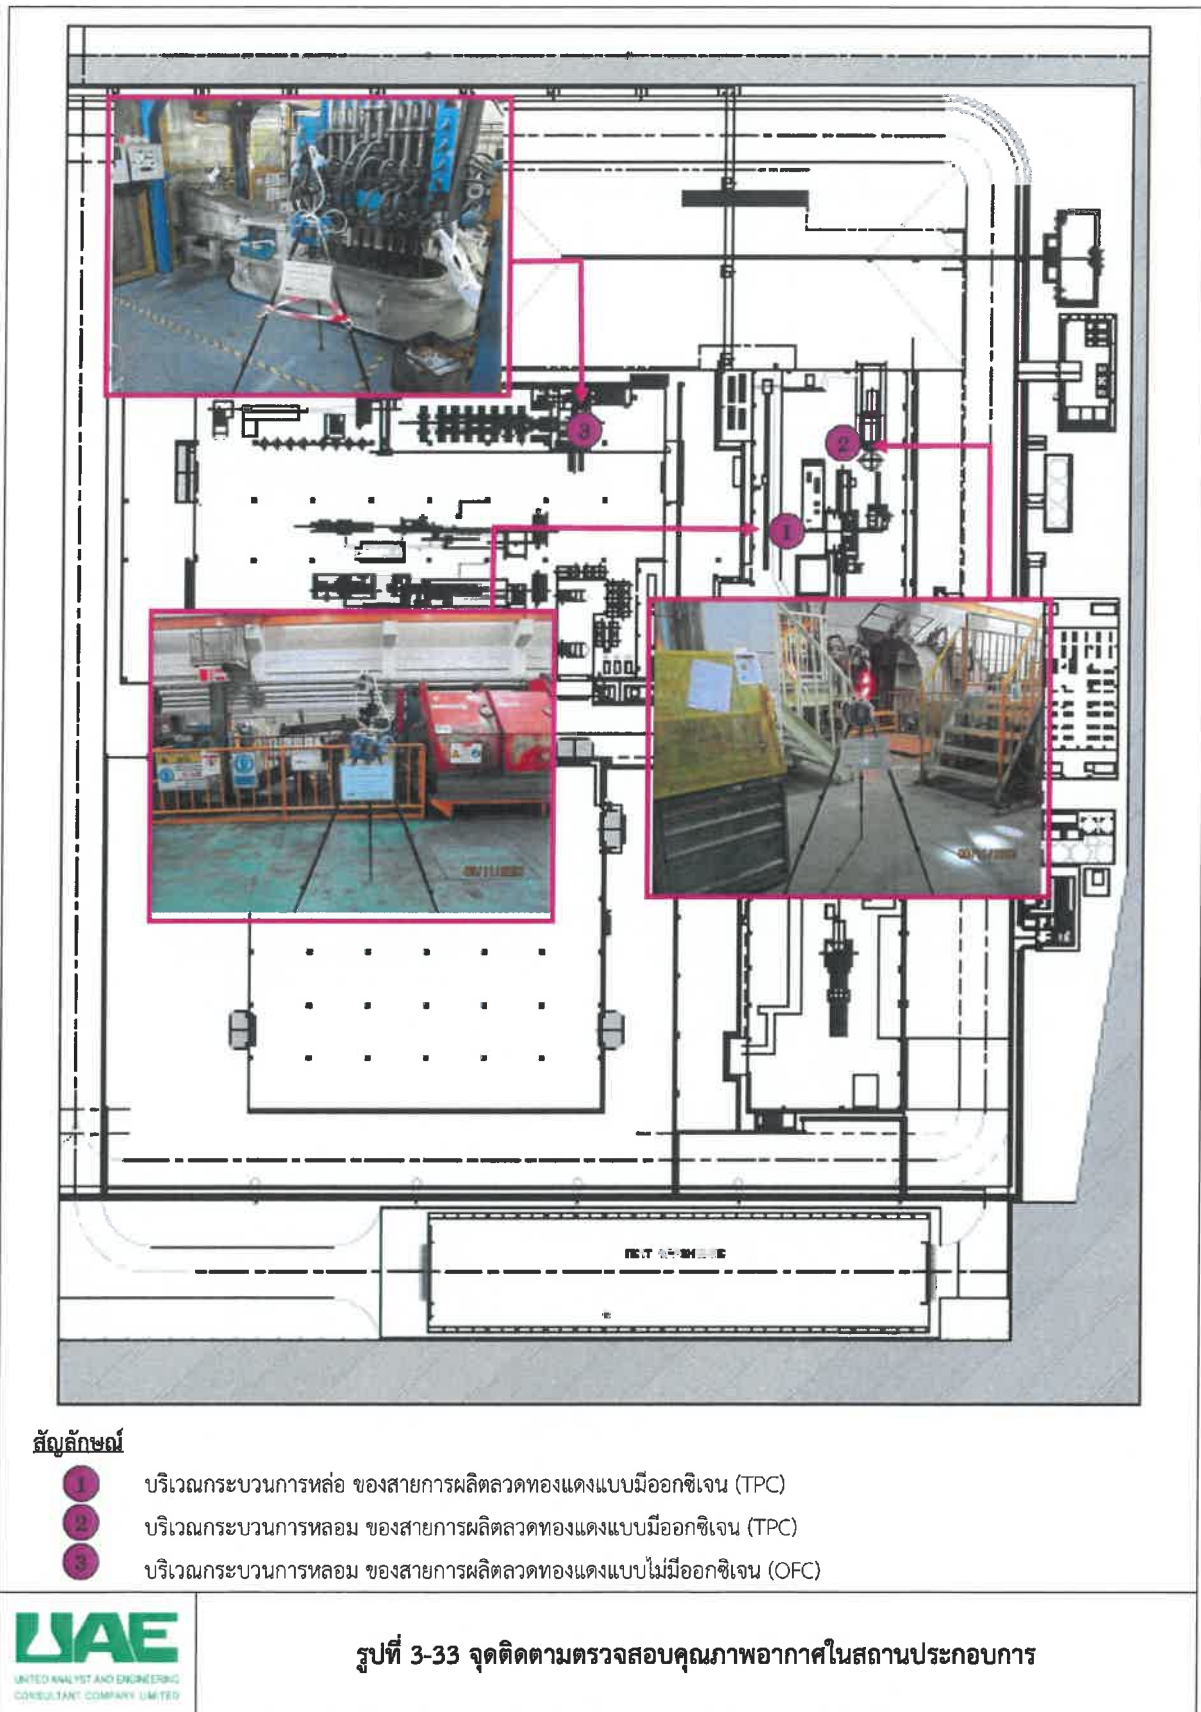 3
2
1
สัญลักษณ์
1 บริเวณกระบวนการหล่อ ของสายการผลิตลวดทองแดงแบบมีออกซิเจน (TPC)
2 บริเวณกระบวนการหลอม ของสายการผลิตลวดทองแดงแบบมีออกซิเจน (TPC)
3 บริเวณกระบวนการหลอม ของสายการผลิตลวดทองแดงแบบไม่มีออกซิเจน (OFC)
UAE
UNITED ANALYST AND ENGINEERING
CONSULTANT COMPANY LIMITED
รูปที่ 3-33 จุดติดตามตรวจสอบคุณภาพอากาศในสถานประกอบการ